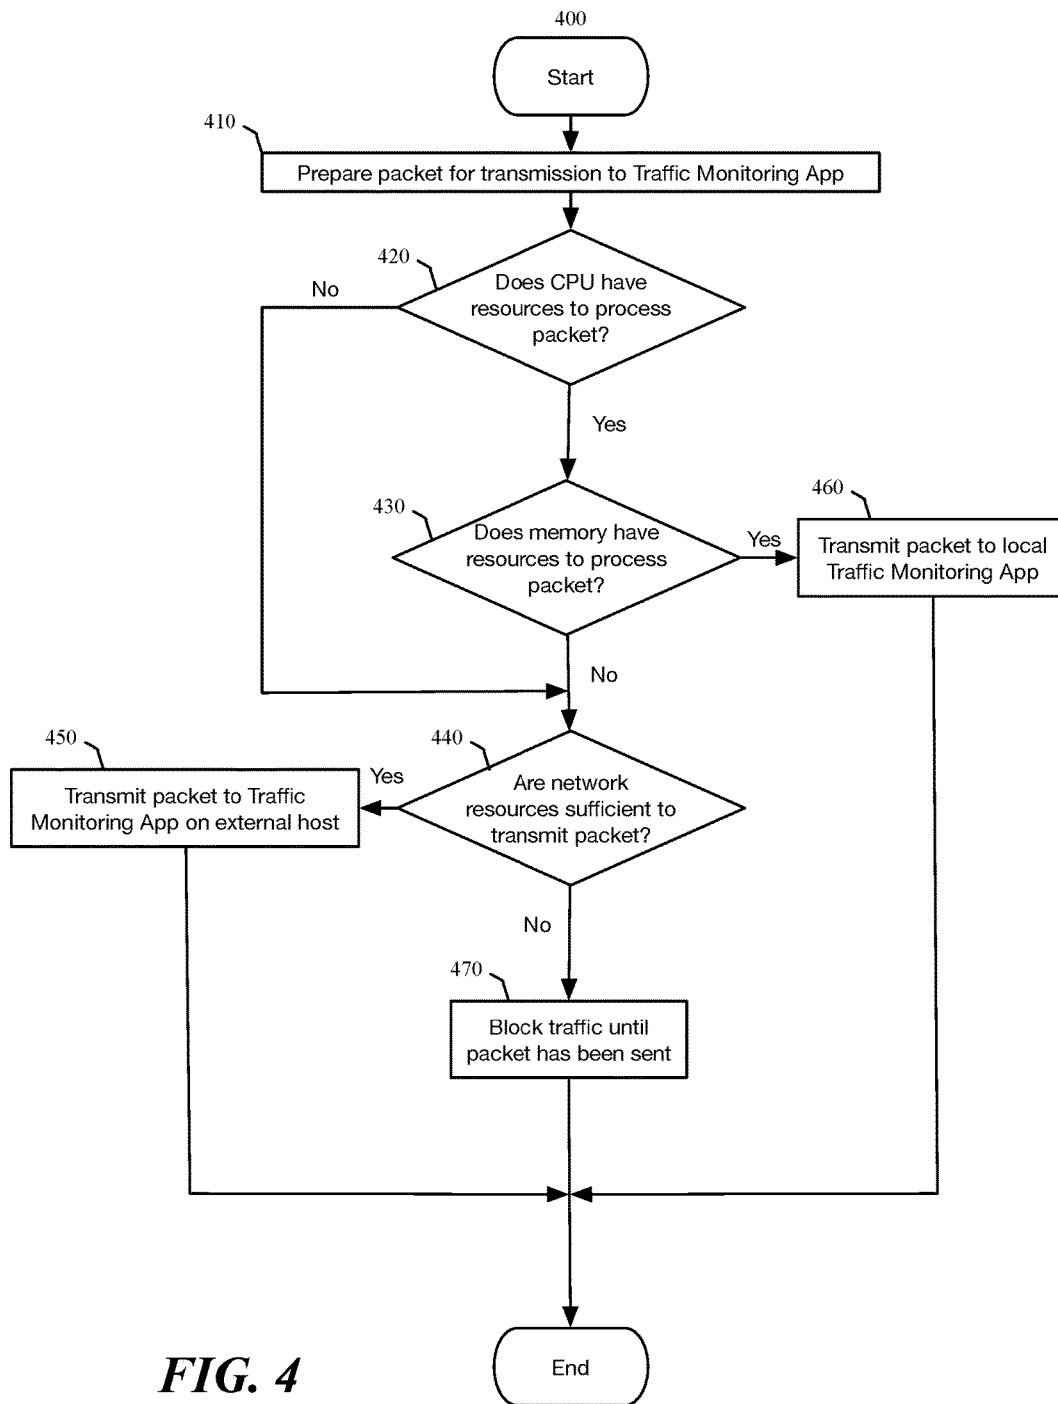 400
Start
410
Prepare packet for transmission to Traffic Monitoring App
420
Does CPU have
resources to process
packet?
No
Yes
430
Does memory have
resources to process
packet?
Yes
460
Transmit packet to local
Traffic Monitoring App
No
450
Transmit packet to Traffic
Monitoring App on external host
Yes
440
Are network
resources sufficient to
transmit packet?
No
470
Block traffic until
packet has been sent
End
FIG. 4